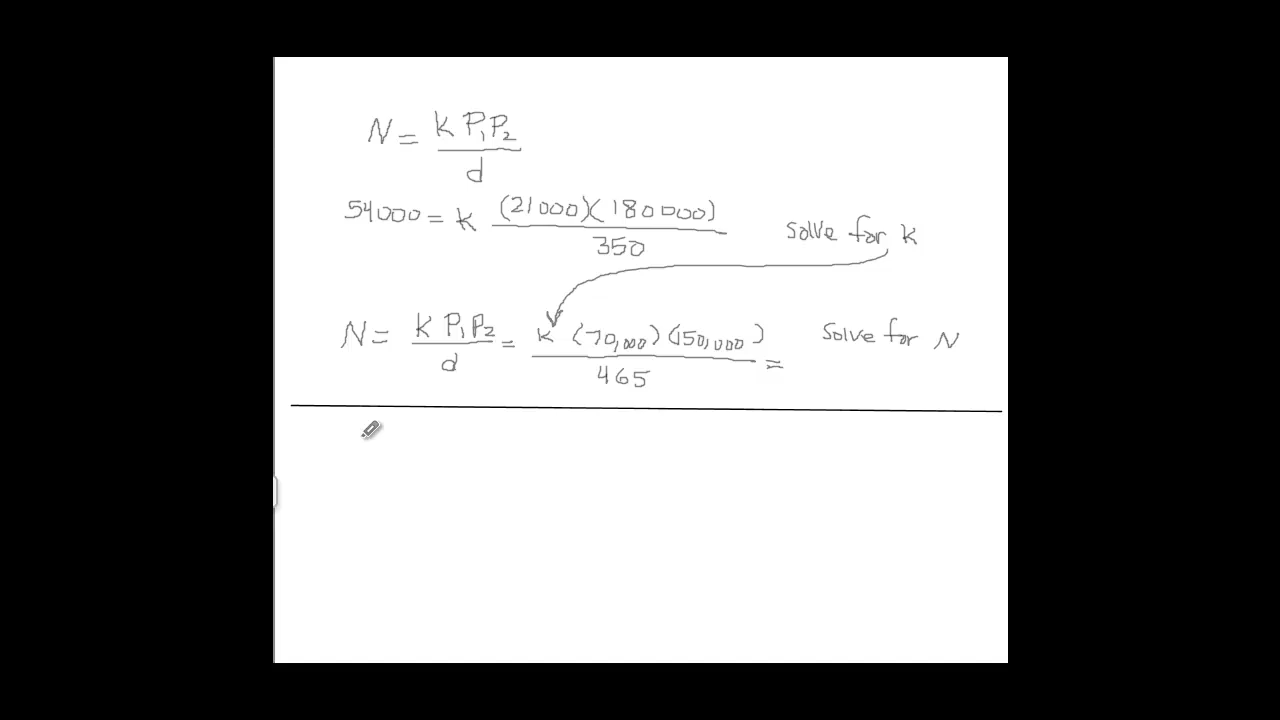 N = K P₁P₂ / d
54000 = K (21000)(180000) / 350 solve for k
N = K P₁P₂ / d = K (70,000)(150,000) / 465 = Solve for N